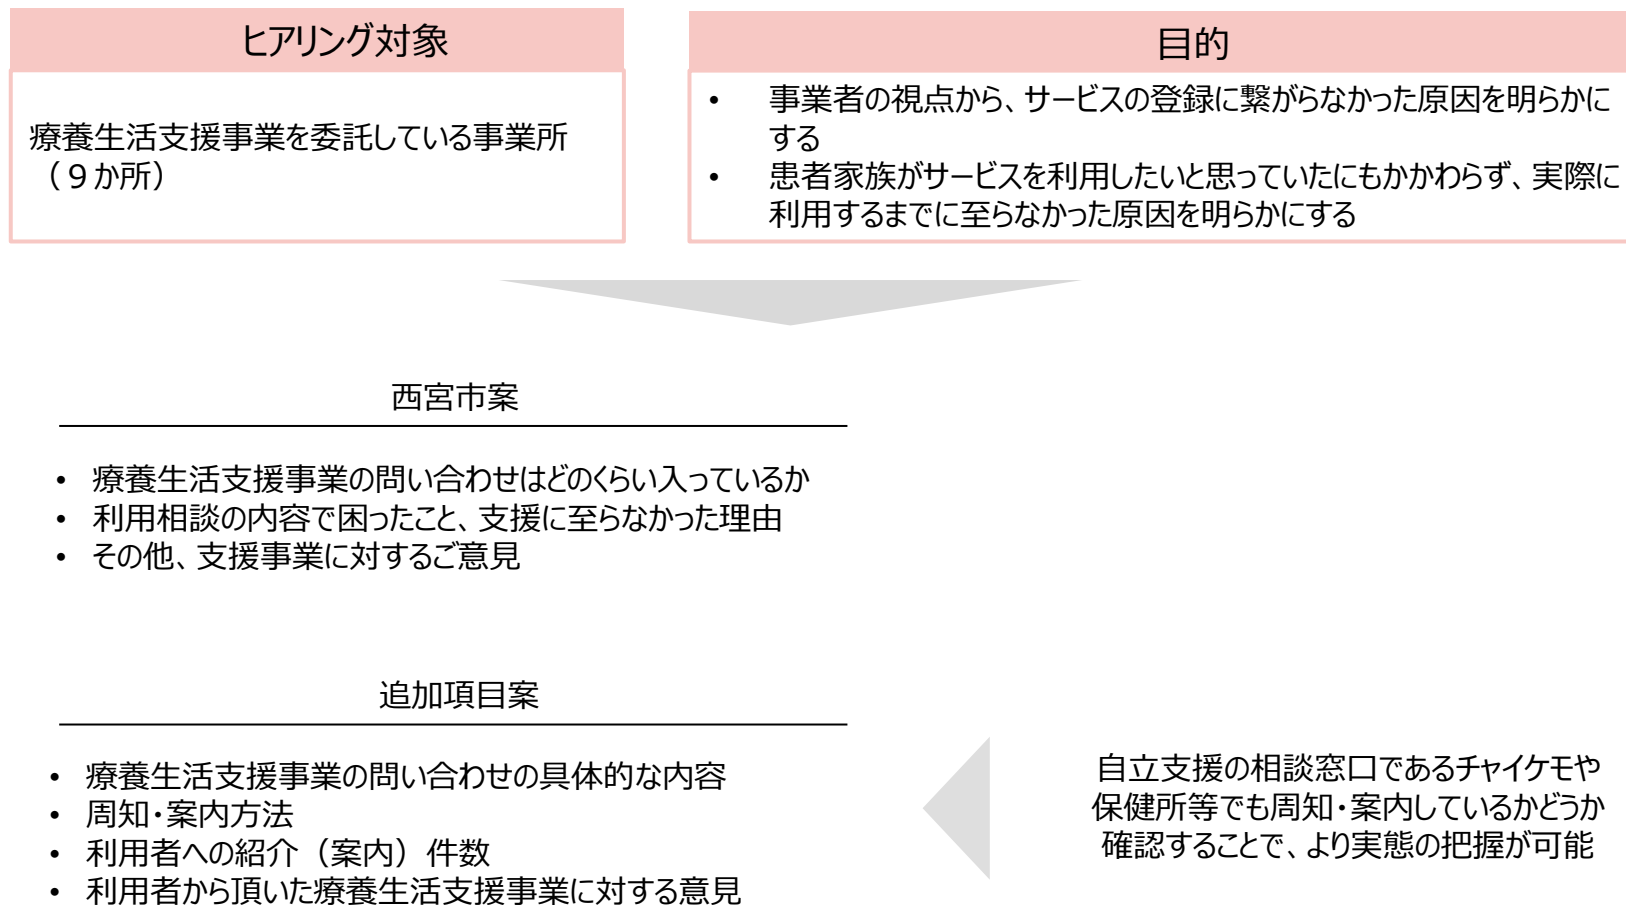 ヒアリング対象
療養生活支援事業を委託している事業所
（９か所）
目的
• 事業者の視点から、サービスの登録に繋がらなかった原因を明らかに
する
• 患者家族がサービスを利用したいと思っていたにもかかわらず、実際に
利用するまでに至らなかった原因を明らかにする
西宮市案
• 療養生活支援事業の問い合わせはどのくらい入っているか
• 利用相談の内容で困ったこと、支援に至らなかった理由
• その他、支援事業に対するご意見
追加項目案
• 療養生活支援事業の問い合わせの具体的な内容
• 周知・案内方法
• 利用者への紹介（案内）件数
• 利用者から頂いた療養生活支援事業に対する意見
自立支援の相談窓口であるチャイケモや
保健所等でも周知・案内しているかどうか
確認することで、より実態の把握が可能